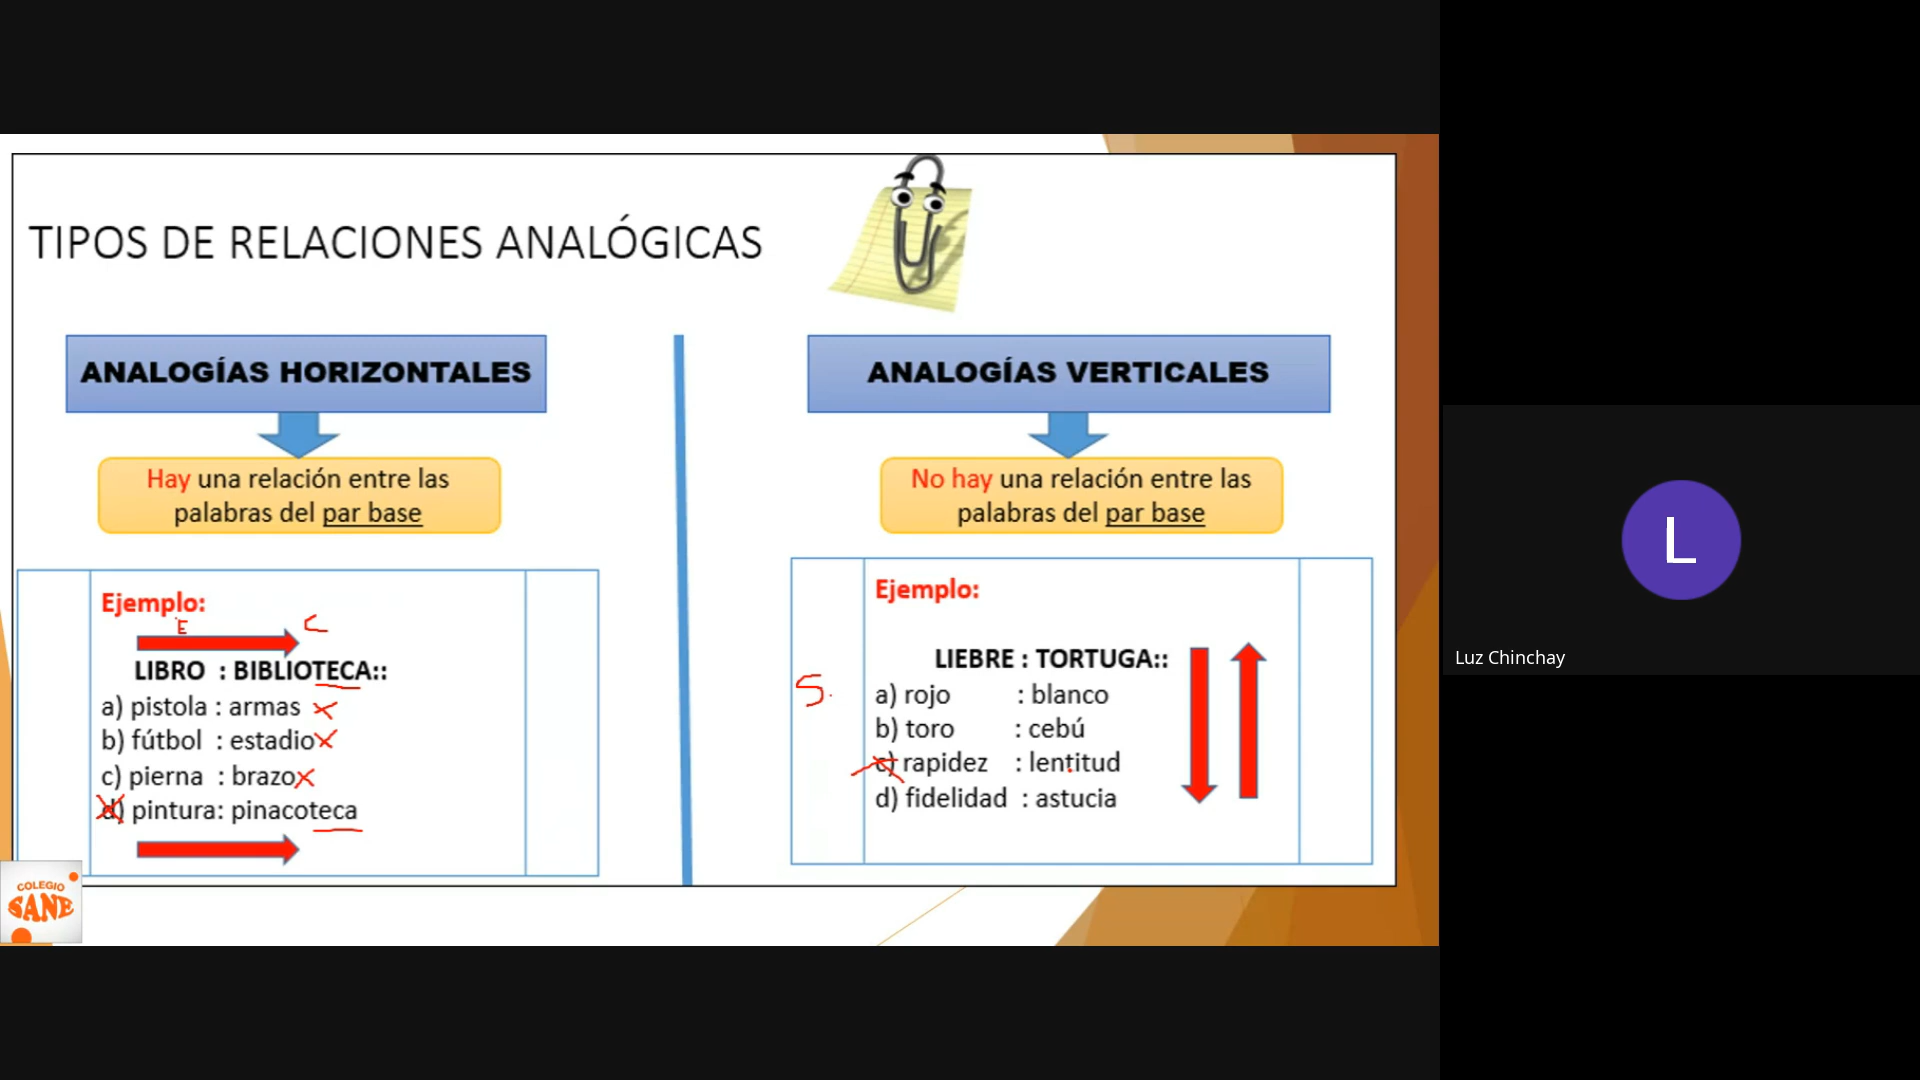 TIPOS DE RELACIONES ANALÓGICAS
ANALOGÍAS HORIZONTALES
Hay una relación entre las
palabras del par base
Ejemplo:
E C
LIBRO : BIBLIOTECA::
a) pistola : armas
b) fútbol : estadio
c) pierna : brazo
d) pintura: pinacoteca
ANALOGÍAS VERTICALES
No hay una relación entre las
palabras del par base
Ejemplo:
LIEBRE : TORTUGA::
S.
a) rojo : blanco
b) toro : cebú
c) rapidez : lentitud
d) fidelidad : astucia
COLEGIO
SANE
L
Luz Chinchay